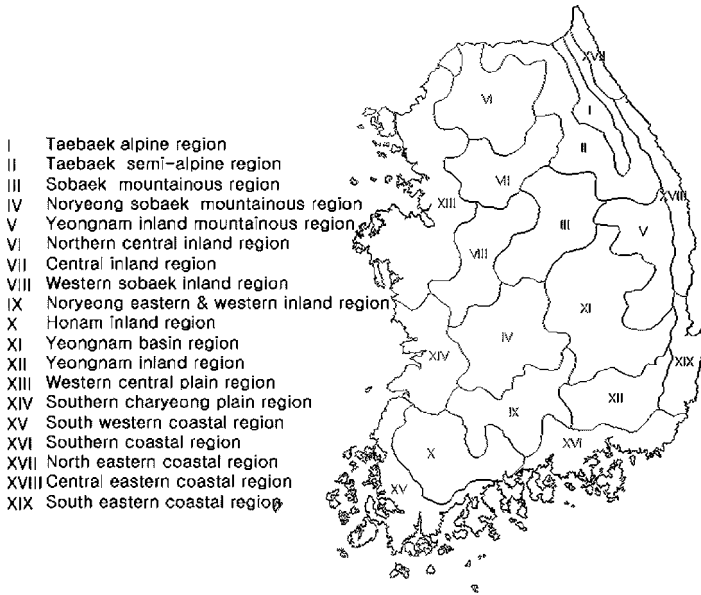 I Taebaek alpine region
II Taebaek semi-alpine region
III Sobaek mountainous region
IV Noryeong sobaek mountainous region
V Yeongnam inland mountainous region
VI Northern central inland region
VII Central inland region
VIII Western sobaek inland region
IX Noryeong eastern & western inland region
X Honam inland region
XI Yeongnam basin region
XII Yeongnam inland region
XIII Western central plain region
XIV Southern charyeong plain region
XV South western coastal region
XVI Southern coastal region
XVII North eastern coastal region
XVIII Central eastern coastal region
XIX South eastern coastal region
XVII
VI
I
II
VII
XIII
XVIII
III
V
VIII
XI
IV
XIV
XIX
XII
IX
XVI
X
XV